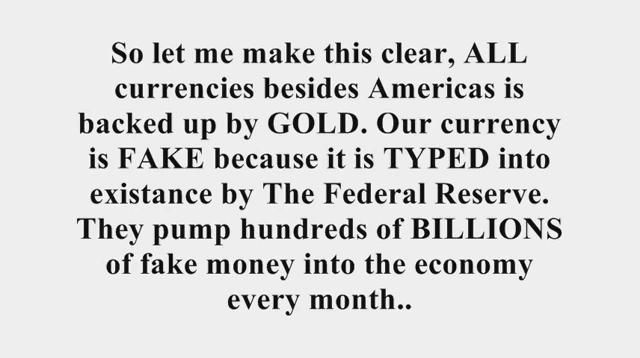 So let me make this clear, ALL
currencies besides Americas is
backed up by GOLD. Our currency
is FAKE because it is TYPED into
existance by The Federal Reserve.
They pump hundreds of BILLIONS
of fake money into the economy
every month..